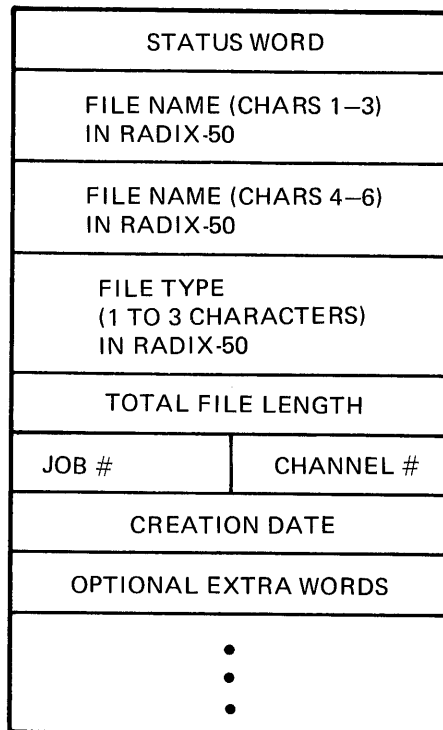 STATUS WORD
FILE NAME (CHARS 1–3)
IN RADIX-50
FILE NAME (CHARS 4–6)
IN RADIX-50
FILE TYPE
(1 TO 3 CHARACTERS)
IN RADIX-50
TOTAL FILE LENGTH
JOB # CHANNEL #
CREATION DATE
OPTIONAL EXTRA WORDS